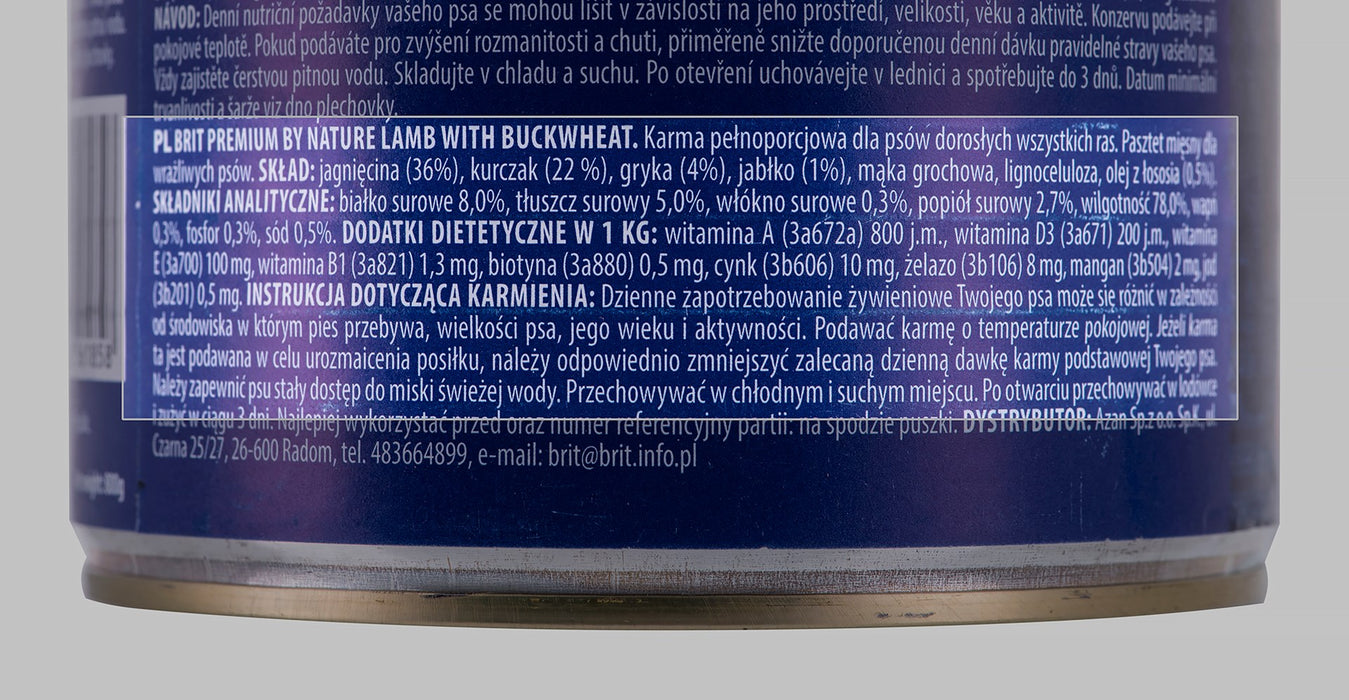 NÁVOD: Denní nutriční požadávky vašeho psa se mohou lišit v závislosti na jeho prostředí, velikosti, věku a aktivitě. Konzervu podávejte při
pokojové teplotě. Pokud podáváte pro zvýšení rozmanitosti a chuti, přiměřeně snižte doporučenou denní dávku pravidelné stravy vašeho psa.
Vždy zajistěte čerstvou pitnou vodu. Skladujte v chladu a suchu. Po otevření uchovávejte v lednici a spotřebujte do 3 dnů. Datum minimální
trvanlivosti a šarže viz dno plechovky.
PL BRIT PREMIUM BY NATURE LAMB WITH BUCKWHEAT. Karma pełnoporcjowa dla psów dorosłych wszystkich ras. Pasztet mięsny dla
wrażliwych psów. SKŁAD: jagnięcina (36%), kurczak (22 %), gryka (4%), jabłko (1%), mąka grochowa, lignoceluloza, olej z łososia (0,5%).
SKŁADNIKI ANALITYCZNE: białko surowe 8,0%, tłuszcz surowy 5,0%, włókno surowe 0,3%, popiół surowy 2,7%, wilgotność 78,0%, wapń
0,3%, fosfor 0,3%, sód 0,5%. DODATKI DIETETYCZNE W 1 KG: witamina A (3a672a) 800 j.m., witamina D3 (3a671) 200 j.m., witamina
E (3a700) 100 mg, witamina B1 (3a821) 1,3 mg, biotyna (3a880) 0,5 mg, cynk (3b606) 10 mg, żelazo (3b106) 8 mg, mangan (3b504) 2 mg, jod
(3b201) 0,5 mg. INSTRUKCJA DOTYCZĄCA KARMIENIA: Dzienne zapotrzebowanie żywieniowe Twojego psa może się różnić w zależności
od środowiska w którym pies przebywa, wielkości psa, jego wieku i aktywności. Podawać karmę o temperaturze pokojowej. Jeżeli karma
ta jest podawana w celu urozmaicenia posiłku, należy odpowiednio zmniejszyć zalecaną dzienną dawkę karmy podstawowej Twojego psa.
Należy zapewnić psu stały dostęp do miski świeżej wody. Przechowywać w chłodnym i suchym miejscu. Po otwarciu przechowywać w lodówce
i zużyć w ciągu 3 dni. Najlepiej wykorzystać przed oraz numer referencyjny partii: na spodzie puszki. DYSTRYBUTOR: Azan Sp.z o.o. Sp.K., ul.
Czarna 25/27, 26-600 Radom, tel. 483664899, e-mail: brit@brit.info.pl